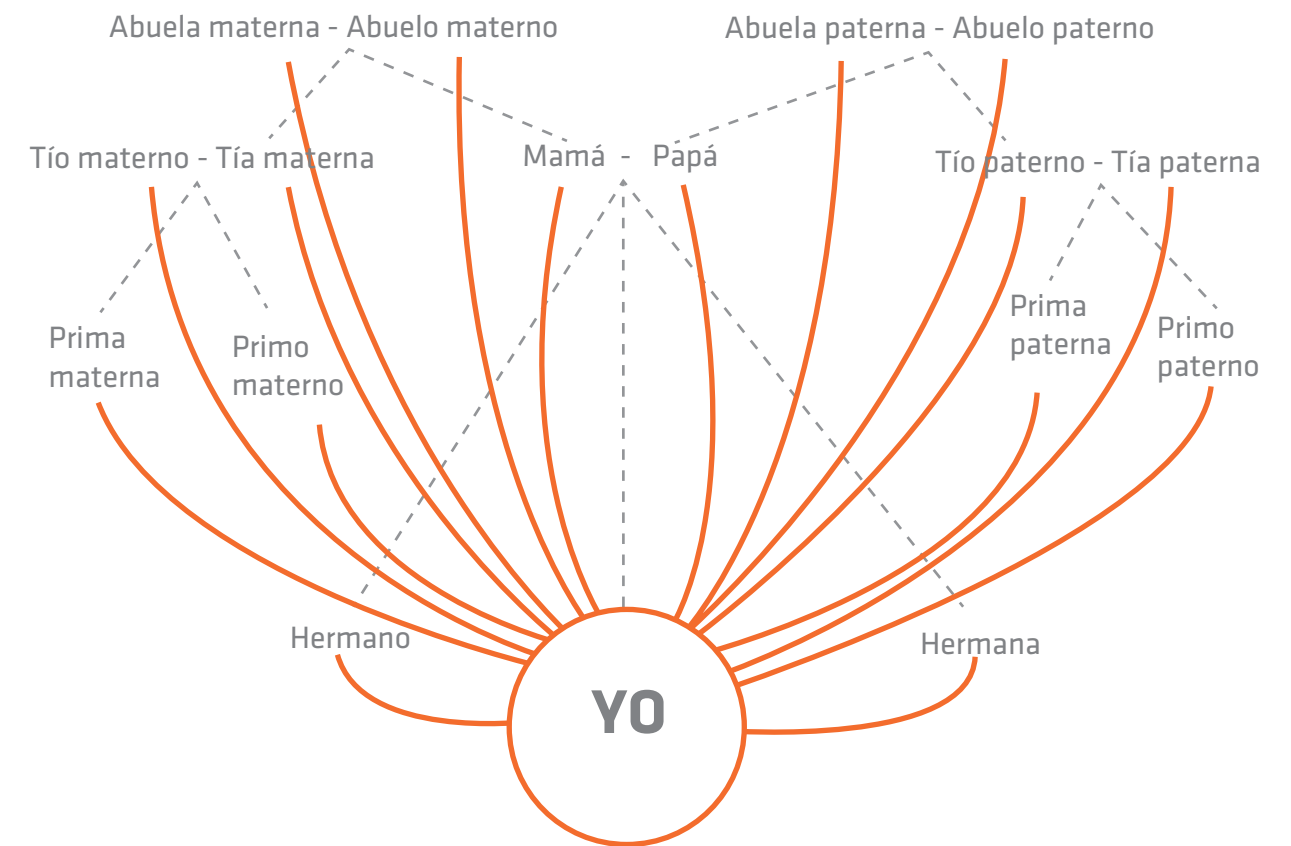 Abuela materna - Abuelo materno
Abuela paterna - Abuelo paterno
Tío materno - Tía materna
Mamá - Papá
Tío paterno - Tía paterna
Prima
materna
Primo
materno
Prima
paterna
Primo
paterno
Hermano
Hermana
YO